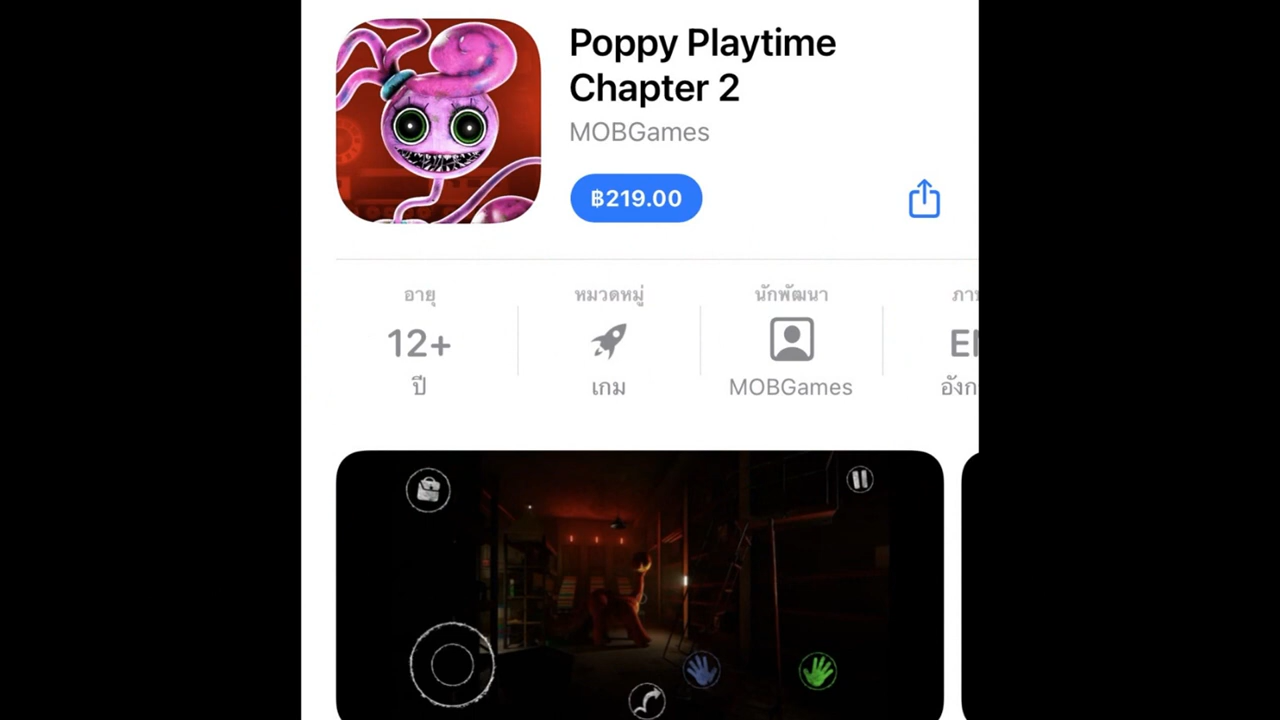 Poppy Playtime
Chapter 2
MOBGames
฿219.00
อายุ
12+
ปี
หมวดหมู่
เกม
นักพัฒนา
MOBGames